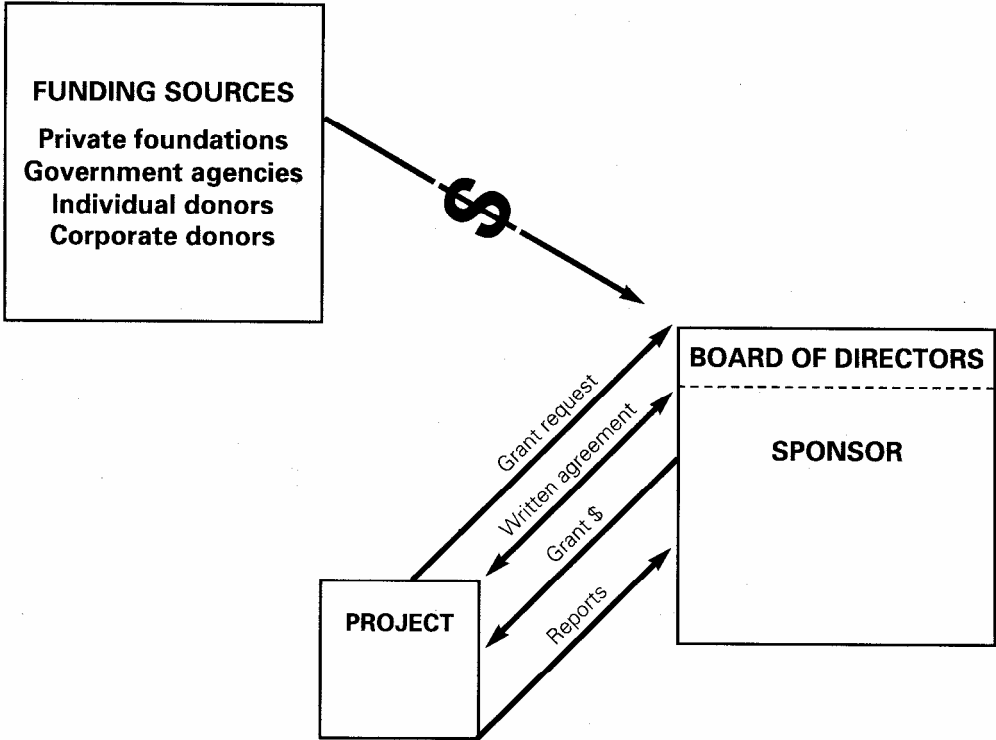 FUNDING SOURCES
Private foundations
Government agencies
Individual donors
Corporate donors
$
BOARD OF DIRECTORS
SPONSOR
Grant request
Written agreement
Grant $
Reports
PROJECT